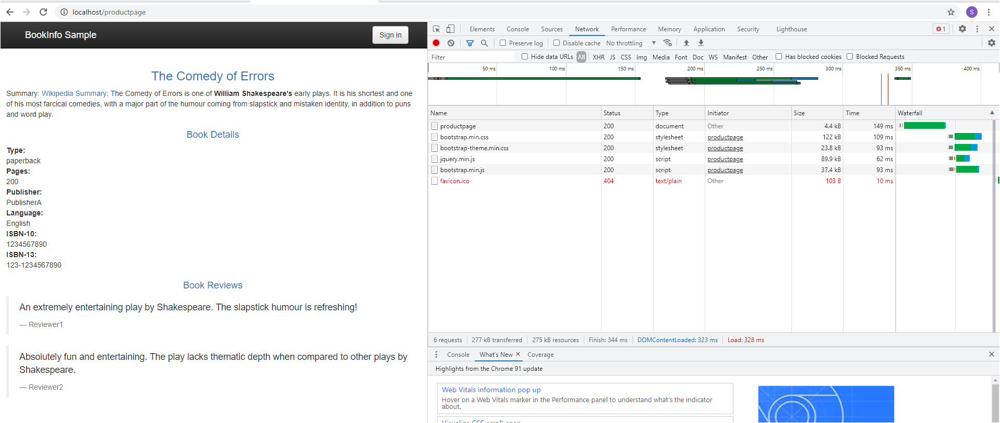 localhost/productpage
S
BookInfo Sample
Sign in
The Comedy of Errors
Summary: Wikipedia Summary: The Comedy of Errors is one of William Shakespeare's early plays. It is his shortest and one
of his most farcical comedies, with a major part of the humour coming from slapstick and mistaken identity, in addition to puns
and word play.
Book Details
Type:
paperback
Pages:
200
Publisher:
PublisherA
Language:
English
ISBN-10:
1234567890
ISBN-13:
123-1234567890
Book Reviews
An extremely entertaining play by Shakespeare. The slapstick humour is refreshing!
— Reviewer1
Absolutely fun and entertaining. The play lacks thematic depth when compared to other plays by
Shakespeare.
— Reviewer2
Elements Console Sources Network Performance Memory Application Security Lighthouse 1
Preserve log Disable cache No throttling
Filter Hide data URLs All XHR JS CSS Img Media Font Doc WS Manifest Other Has blocked cookies Blocked Requests
50 ms 100 ms 150 ms 200 ms 250 ms 300 ms 350 ms 400 ms
Name Status Type Initiator Size Time Waterfall
productpage 200 document Other 4.4 kB 149 ms
bootstrap.min.css 200 stylesheet productpage 122 kB 109 ms
bootstrap-theme.min.css 200 stylesheet productpage 23.8 kB 93 ms
jquery.min.js 200 script productpage 89.9 kB 62 ms
bootstrap.min.js 200 script productpage 37.4 kB 93 ms
favicon.ico 404 text/plain Other 103 B 10 ms
6 requests 277 kB transferred 275 kB resources Finish: 344 ms DOMContentLoaded: 323 ms Load: 328 ms
Console What's New Coverage
Highlights from the Chrome 91 update
Web Vitals information pop up
Hover on a Web Vitals marker in the Performance panel to understand what's the indicator
about.